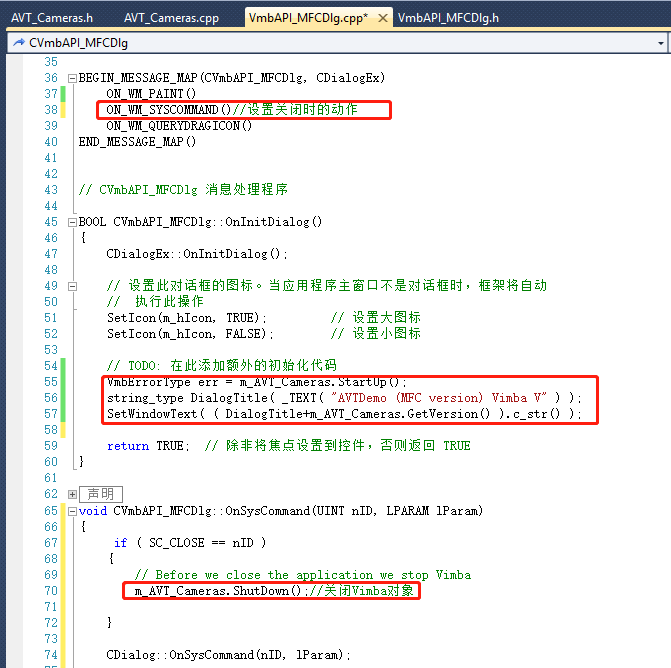 AVT_Cameras.h AVT_Cameras.cpp VmbAPI_MFCDlg.cpp* VmbAPI_MFCDlg.h
CVmbAPI_MFCDlg
35
36 BEGIN_MESSAGE_MAP(CVmbAPI_MFCDlg, CDialogEx)
37 ON_WM_PAINT()
38 ON_WM_SYSCOMMAND()//设置关闭时的动作
39 ON_WM_QUERYDRAGICON()
40 END_MESSAGE_MAP()
41
42
43 // CVmbAPI_MFCDlg 消息处理程序
44
45 BOOL CVmbAPI_MFCDlg::OnInitDialog()
46 {
47 CDialogEx::OnInitDialog();
48
49 // 设置此对话框的图标。当应用程序主窗口不是对话框时，框架将自动
50 // 执行此操作
51 SetIcon(m_hIcon, TRUE); // 设置大图标
52 SetIcon(m_hIcon, FALSE); // 设置小图标
53
54 // TODO: 在此添加额外的初始化代码
55 VmbErrorType err = m_AVT_Cameras.StartUp();
56 string_type DialogTitle( _TEXT( "AVTDemo (MFC version) Vimba V" ) );
57 SetWindowText( ( DialogTitle+m_AVT_Cameras.GetVersion() ).c_str() );
58
59 return TRUE; // 除非将焦点设置到控件，否则返回 TRUE
60 }
61
62 声明
65 void CVmbAPI_MFCDlg::OnSysCommand(UINT nID, LPARAM lParam)
66 {
67 if ( SC_CLOSE == nID )
68 {
69 // Before we close the application we stop Vimba
70 m_AVT_Cameras.ShutDown();//关闭Vimba对象
71
72 }
73
74 CDialog::OnSysCommand(nID, lParam);